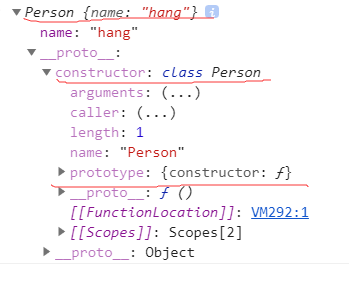 Person {name: "hang"} i
name: "hang"
__proto__:
constructor: class Person
arguments: (...)
caller: (...)
length: 1
name: "Person"
prototype: {constructor: ƒ}
__proto__: ƒ ()
[[FunctionLocation]]: VM292:1
[[Scopes]]: Scopes[2]
__proto__: Object